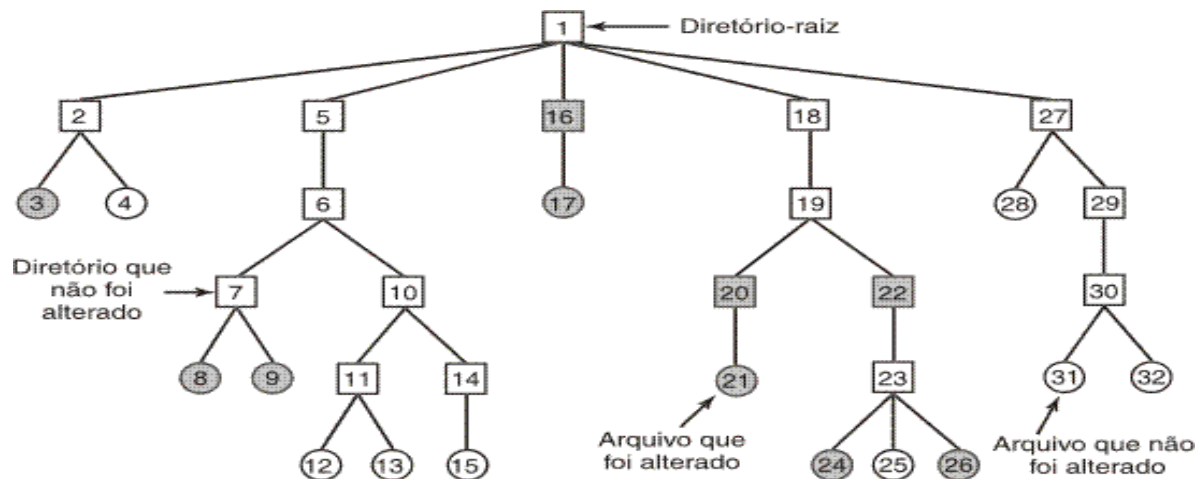 1
Diretório-raiz
2 5 16 18 27
3 4 6 17 19 28 29
Diretório que
não foi
alterado
7 10 20 22 30
8 9 11 14 21 23 31 32
Arquivo que
foi alterado
Arquivo que não
foi alterado
12 13 15 24 25 26